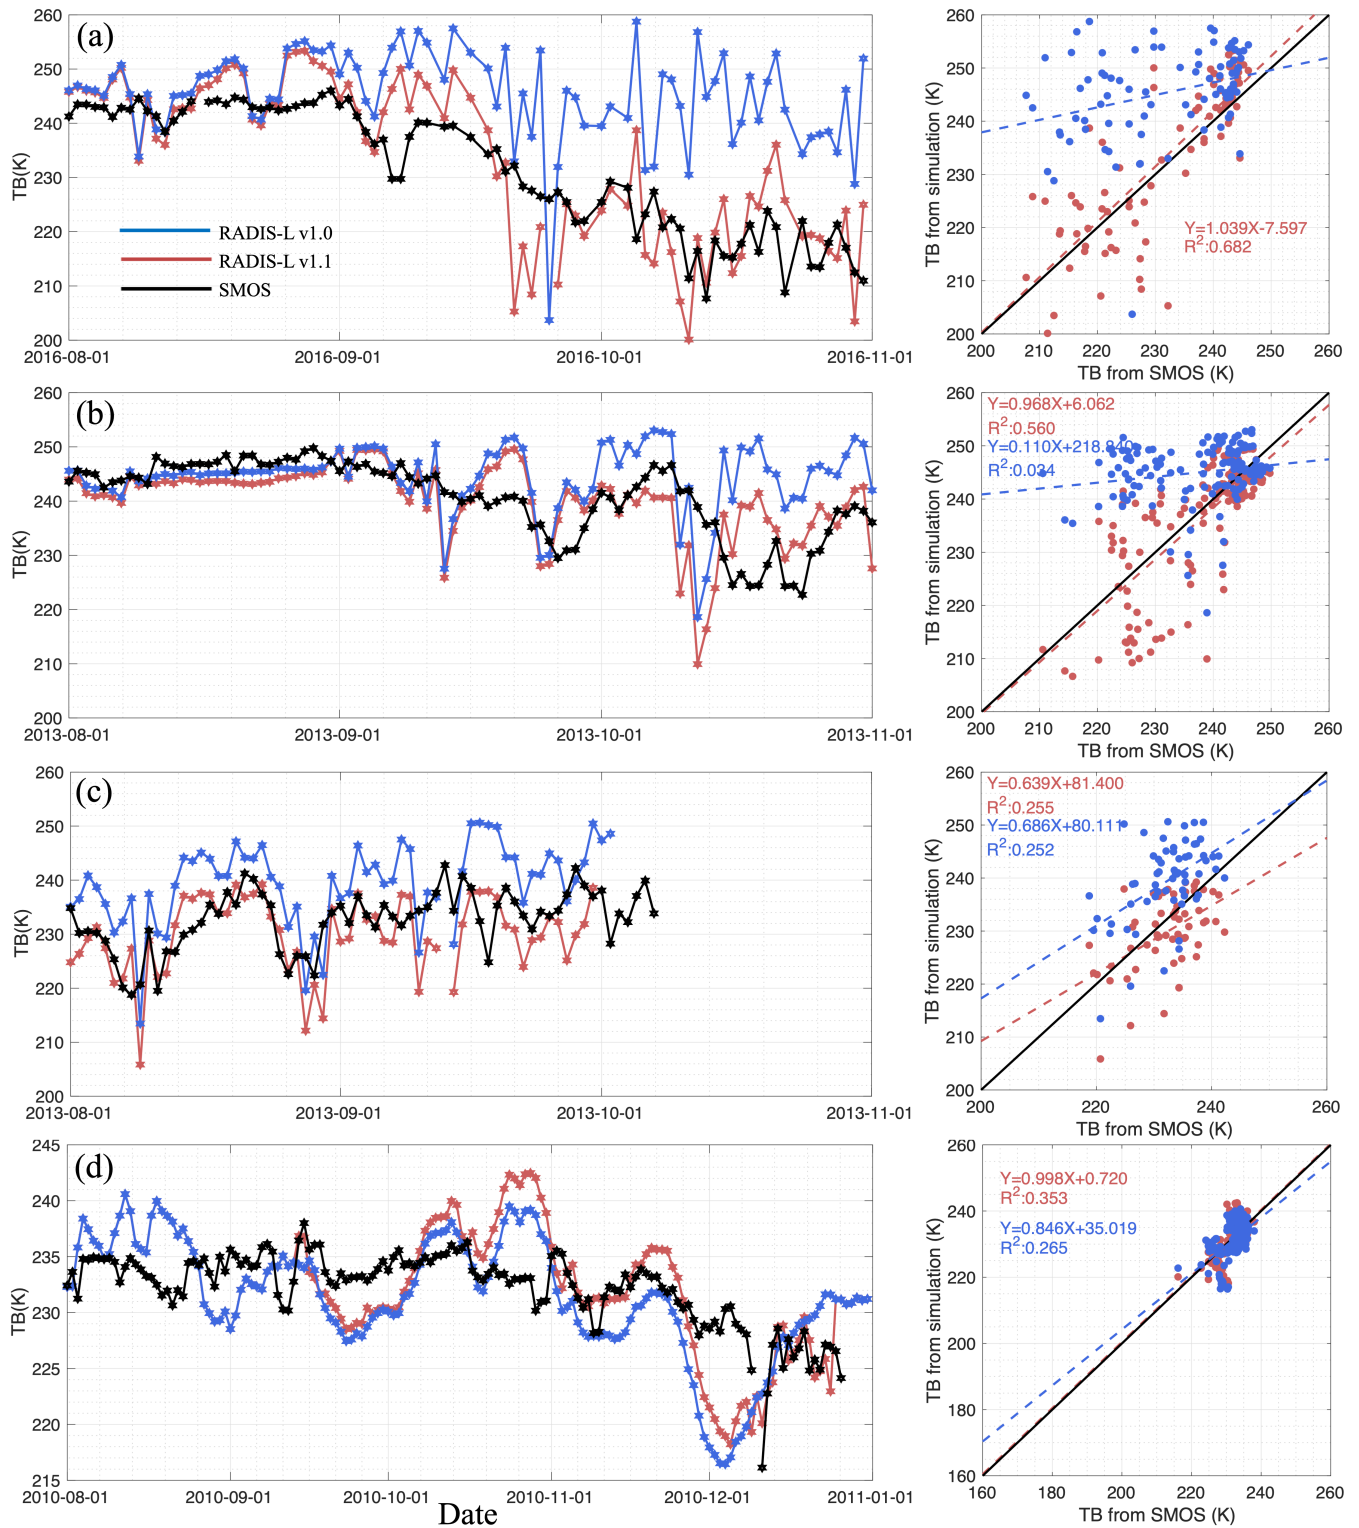 (a)
260
250
240
230
220
210
200
TB(K)
RADIS-L v1.0
RADIS-L v1.1
SMOS
2016-08-01
2016-09-01
2016-10-01
2016-11-01
260
250
240
230
220
210
200
TB from simulation (K)
Y=1.039X-7.597
R²:0.682
200
210
220
230
240
250
260
TB from SMOS (K)
(b)
260
250
240
230
220
210
200
TB(K)
2013-08-01
2013-09-01
2013-10-01
2013-11-01
260
250
240
230
220
210
200
TB from simulation (K)
Y=0.968X+6.062
R²:0.560
Y=0.110X+218.840
R²:0.034
200
210
220
230
240
250
260
TB from SMOS (K)
(c)
260
250
240
230
220
210
200
TB(K)
2013-08-01
2013-09-01
2013-10-01
2013-11-01
260
250
240
230
220
210
200
TB from simulation (K)
Y=0.639X+81.400
R²:0.255
Y=0.686X+80.111
R²:0.252
200
220
240
260
TB from SMOS (K)
(d)
245
240
235
230
225
220
215
TB(K)
2010-08-01
2010-09-01
2010-10-01
2010-11-01
2010-12-01
2011-01-01
Date
260
240
220
200
180
160
TB from simulation (K)
Y=0.998X+0.720
R²:0.353
Y=0.846X+35.019
R²:0.265
160
180
200
220
240
260
TB from SMOS (K)